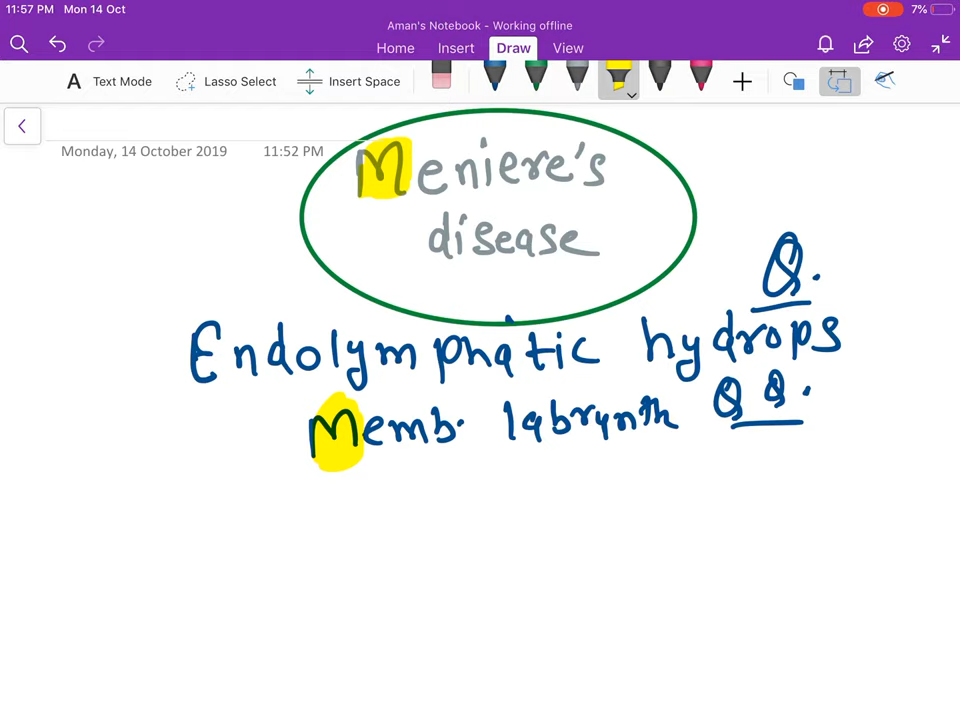 11:57 PM Mon 14 Oct 7%
Aman's Notebook - Working offline
Home Insert Draw View
A Text Mode Lasso Select Insert Space
Monday, 14 October 2019 11:52 PM
Meniere's
disease
Q.
Endolymphatic hydrops
Memb. labrynth Q Q.